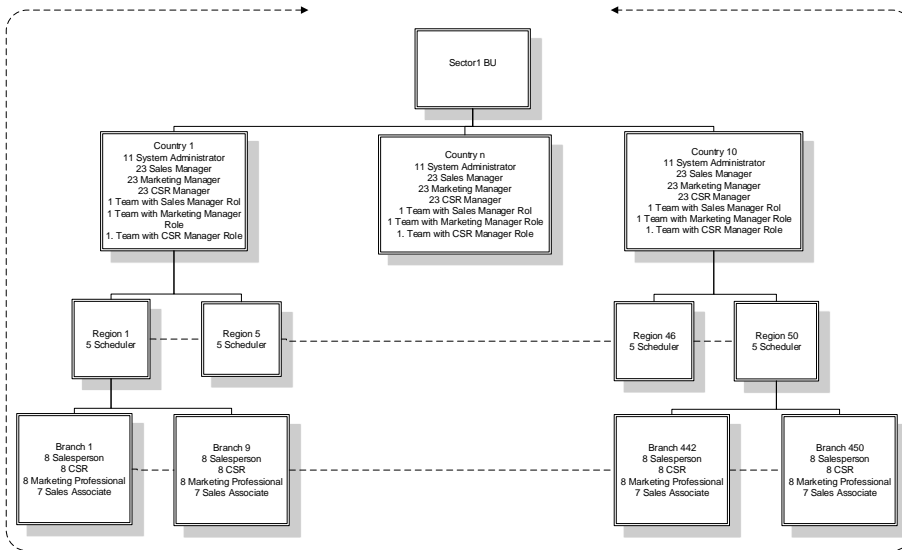 Sector1 BU
Country 1
11 System Administrator
23 Sales Manager
23 Marketing Manager
23 CSR Manager
1 Team with Sales Manager Rol
1 Team with Marketing Manager
Role
1. Team with CSR Manager Role
Country n
11 System Administrator
23 Sales Manager
23 Marketing Manager
23 CSR Manager
1 Team with Sales Manager Rol
1 Team with Marketing Manager Role
1. Team with CSR Manager Role
Country 10
11 System Administrator
23 Sales Manager
23 Marketing Manager
23 CSR Manager
1 Team with Sales Manager Rol
1 Team with Marketing Manager Role
1. Team with CSR Manager Role
Region 1
5 Scheduler
Region 5
5 Scheduler
Region 46
5 Scheduler
Region 50
5 Scheduler
Branch 1
8 Salesperson
8 CSR
8 Marketing Professional
7 Sales Associate
Branch 9
8 Salesperson
8 CSR
8 Marketing Professional
7 Sales Associate
Branch 442
8 Salesperson
8 CSR
8 Marketing Professional
7 Sales Associate
Branch 450
8 Salesperson
8 CSR
8 Marketing Professional
7 Sales Associate